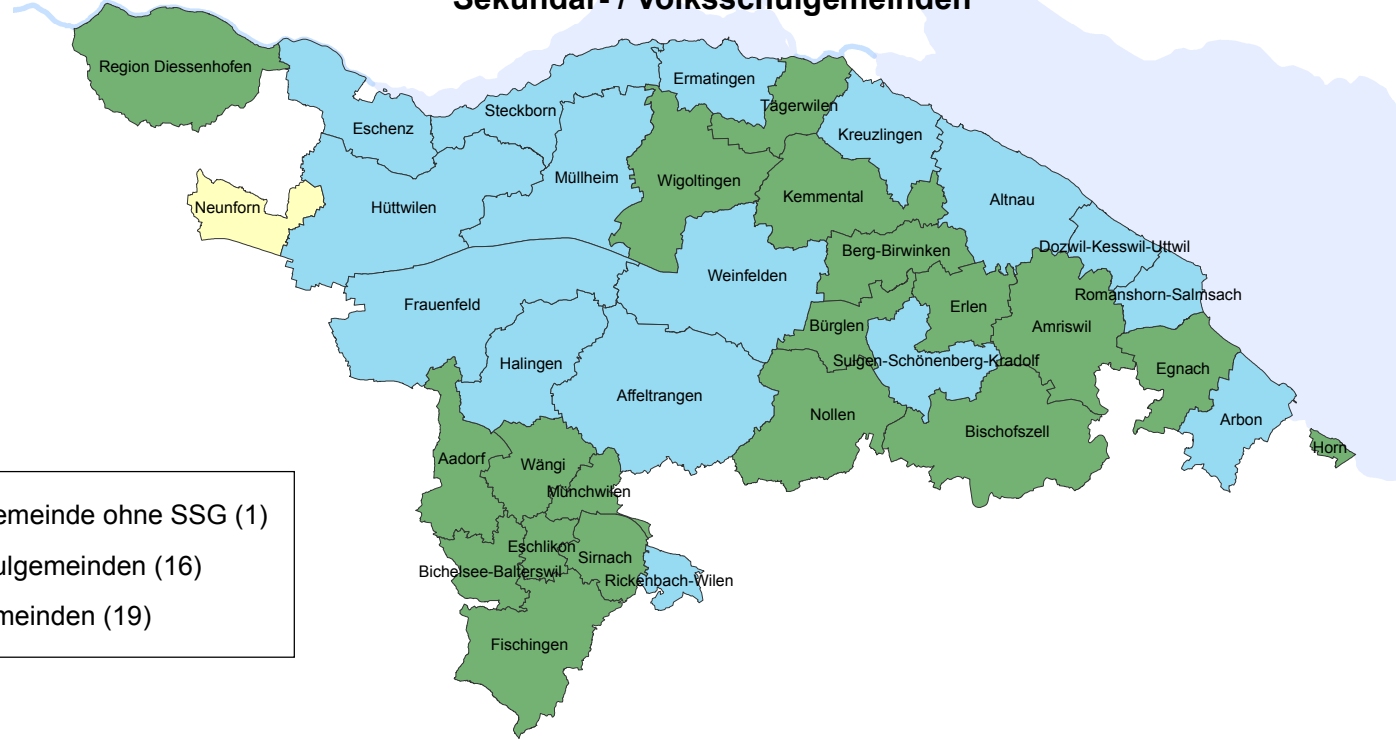 Sekundar- / Volksschulgemeinden
Region Diessenhofen
Ermatingen
Tägerwilen
Steckborn
Eschenz
Kreuzlingen
Müllheim
Wigoltingen
Kemmental
Altnau
Neunforn
Hüttwilen
Dozwil-Kesswil-Uttwil
Berg-Birwinken
Weinfelden
Romanshorn-Salmsach
Frauenfeld
Erlen
Bürglen
Amriswil
Sulgen-Schönenberg-Kradolf
Halingen
Egnach
Affeltrangen
Nollen
Arbon
Bischofszell
Horn
Aadorf
Wängi
Münchwilen
Eschlikon
Sirnach
Bichelsee-Balterswil
Rickenbach-Wilen
Fischingen
emeinde ohne SSG (1)
ulgemeinden (16)
meinden (19)